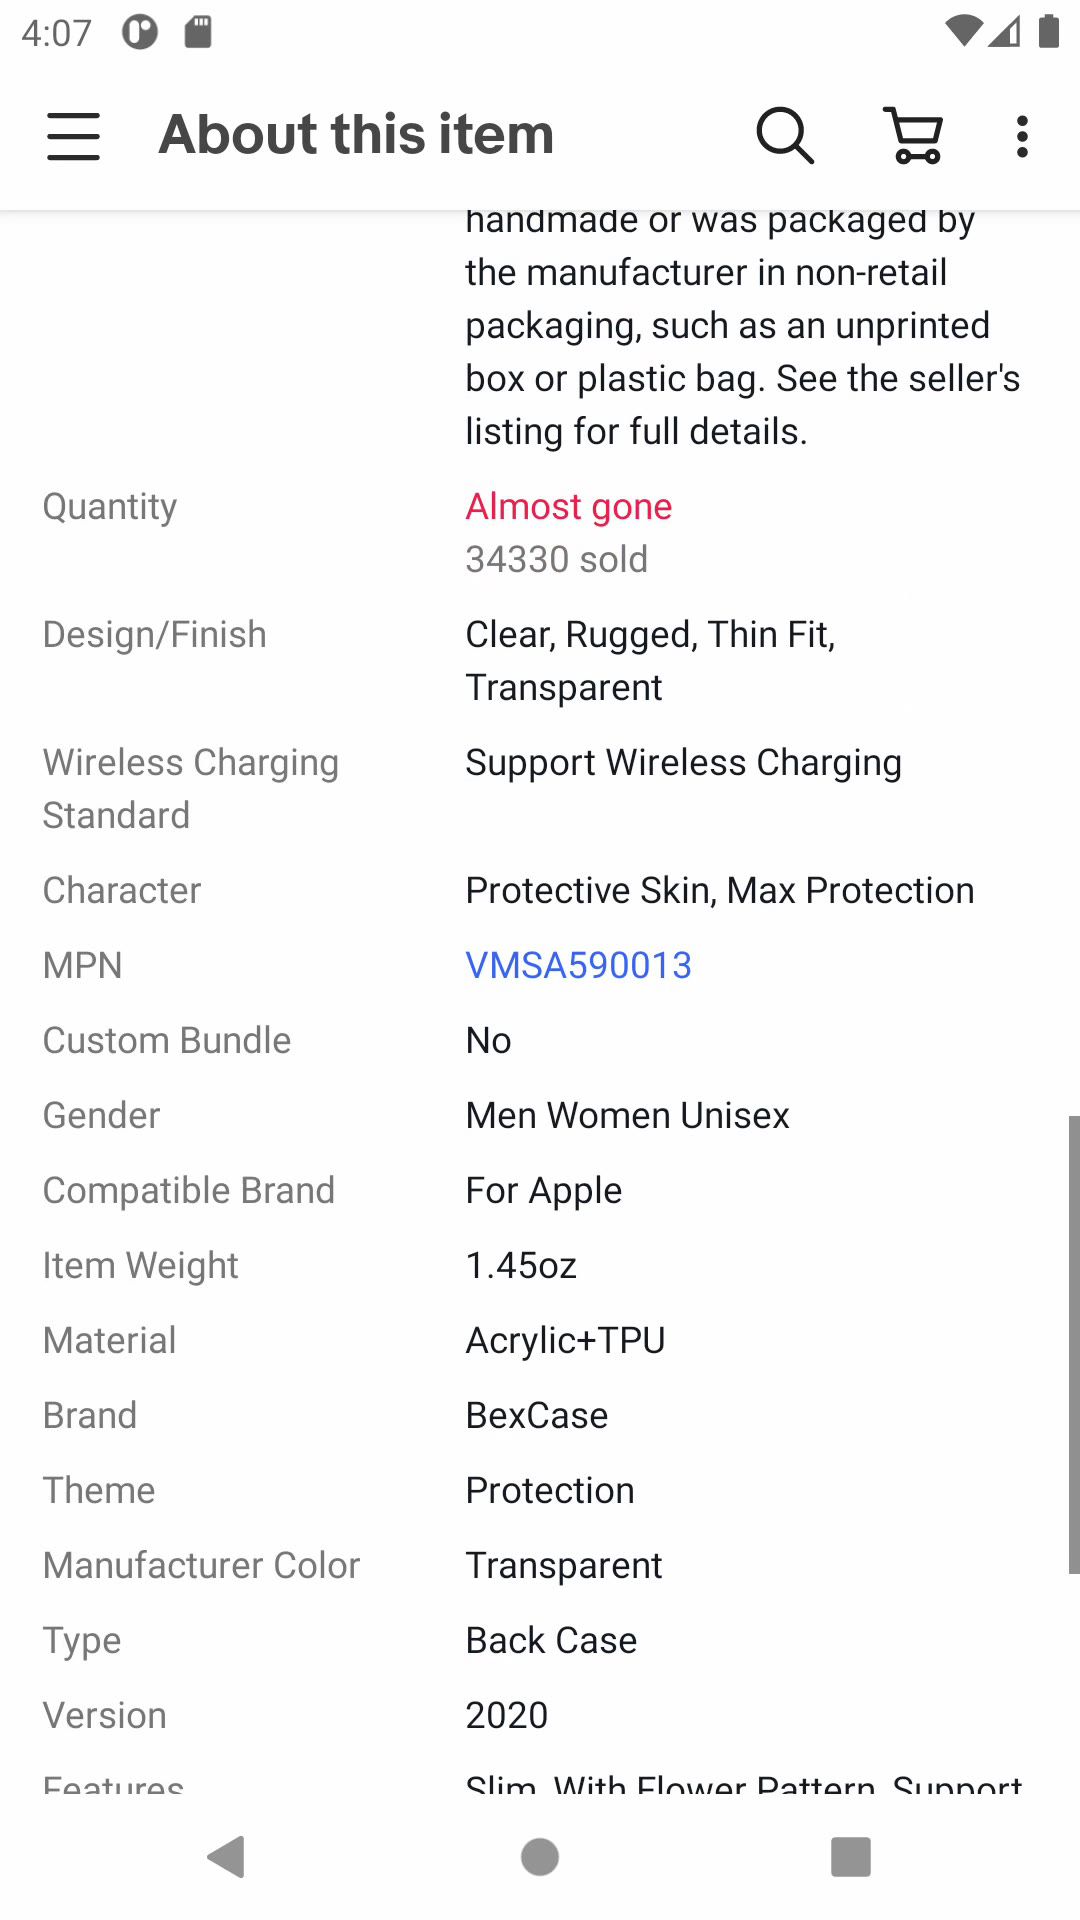 4:07
About this item
handmade or was packaged by
the manufacturer in non-retail
packaging, such as an unprinted
box or plastic bag. See the seller's
listing for full details.
Quantity
Almost gone
34330 sold
Design/Finish
Clear, Rugged, Thin Fit,
Transparent
Wireless Charging
Standard
Support Wireless Charging
Character
Protective Skin, Max Protection
MPN
VMSA590013
Custom Bundle
No
Gender
Men Women Unisex
Compatible Brand
For Apple
Item Weight
1.45oz
Material
Acrylic+TPU
Brand
BexCase
Theme
Protection
Manufacturer Color
Transparent
Type
Back Case
Version
2020
Features
Slim, With Flower Pattern, Support